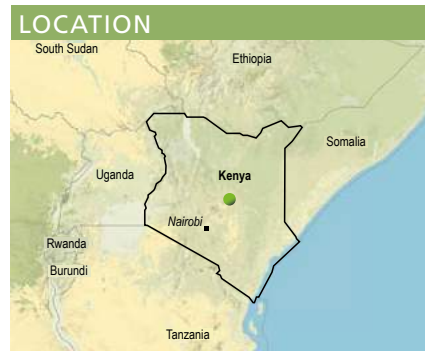 LOCATION
South Sudan
Ethiopia
Somalia
Uganda
Kenya
Nairobi
Rwanda
Burundi
Tanzania